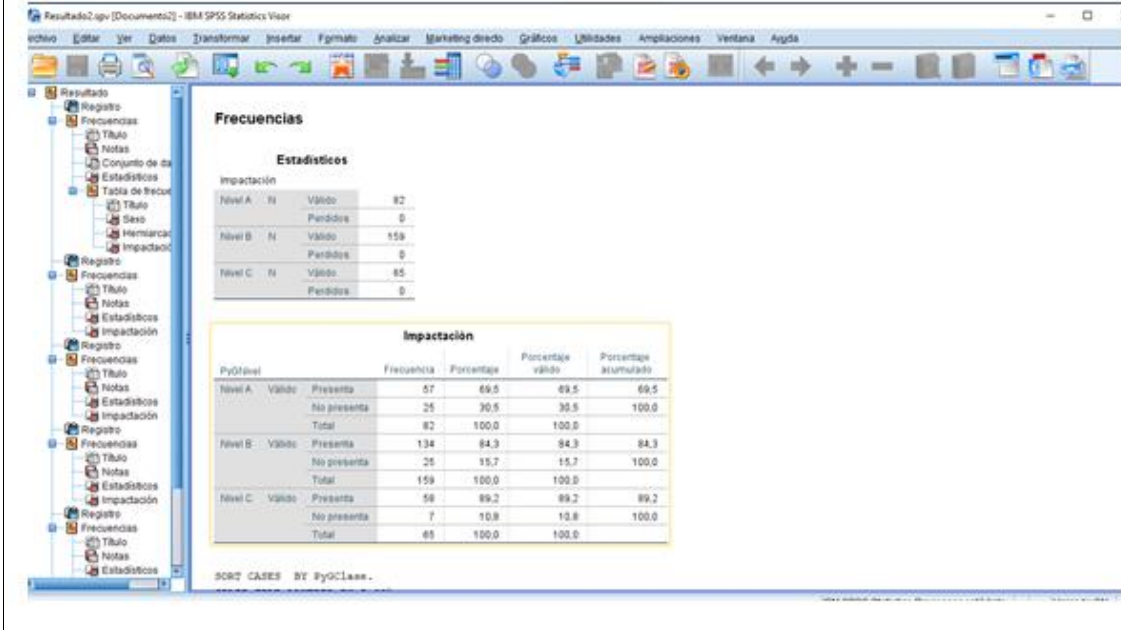 Resultado2.spv [Documento2] - IBM SPSS Statistics Visor
Editar Ver Datos Transformar Insertar Formato Analizar Marketing directo Gráficos Utilidades Ampliaciones Ventana Ayuda
Resultado
Registro
Frecuencias
Título
Notas
Conjunto de da
Estadísticos
Tabla de frecue
Título
Sexo
Hemiarcad
Impactació
Registro
Frecuencias
Título
Notas
Estadísticos
Impactación
Registro
Frecuencias
Título
Notas
Estadísticos
Impactación
Registro
Frecuencias
Título
Notas
Estadísticos
Impactación
Registro
Frecuencias
Título
Notas
Estadísticos
Frecuencias
Estadísticos
Impactación
Nivel A N Válido 82
Perdidos 0
Nivel B N Válido 159
Perdidos 0
Nivel C N Válido 65
Perdidos 0
Impactación
PyGNivel Frecuencia Porcentaje Porcentaje válido Porcentaje acumulado
Nivel A Válido Presenta 57 69,5 69,5 69,5
No presenta 25 30,5 30,5 100,0
Total 82 100,0 100,0
Nivel B Válido Presenta 134 84,3 84,3 84,3
No presenta 25 15,7 15,7 100,0
Total 159 100,0 100,0
Nivel C Válido Presenta 58 89,2 89,2 89,2
No presenta 7 10,8 10,8 100,0
Total 65 100,0 100,0
SORT CASES BY PyGClase.